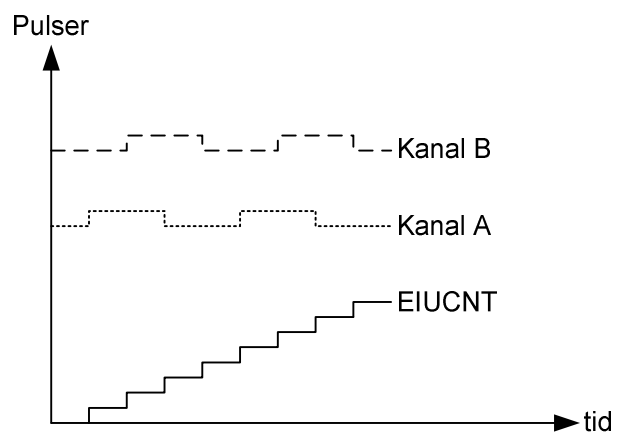 Pulser
Kanal B
Kanal A
EIUCNT
tid